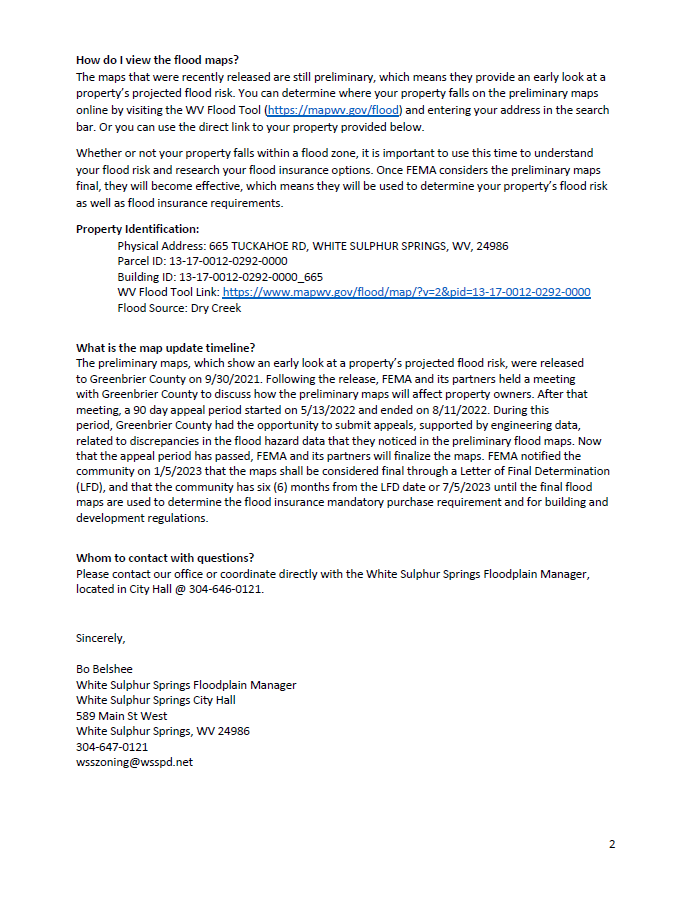 How do I view the flood maps?
The maps that were recently released are still preliminary, which means they provide an early look at a
property's projected flood risk. You can determine where your property falls on the preliminary maps
online by visiting the WV Flood Tool (https://mapwv.gov/flood) and entering your address in the search
bar. Or you can use the direct link to your property provided below.
Whether or not your property falls within a flood zone, it is important to use this time to understand
your flood risk and research your flood insurance options. Once FEMA considers the preliminary maps
final, they will become effective, which means they will be used to determine your property's flood risk
as well as flood insurance requirements.
Property Identification:
Physical Address: 665 TUCKAHOE RD, WHITE SULPHUR SPRINGS, WV, 24986
Parcel ID: 13-17-0012-0292-0000
Building ID: 13-17-0012-0292-0000_665
WV Flood Tool Link: https://www.mapwv.gov/flood/map/?v=2&pid=13-17-0012-0292-0000
Flood Source: Dry Creek
What is the map update timeline?
The preliminary maps, which show an early look at a property's projected flood risk, were released
to Greenbrier County on 9/30/2021. Following the release, FEMA and its partners held a meeting
with Greenbrier County to discuss how the preliminary maps will affect property owners. After that
meeting, a 90 day appeal period started on 5/13/2022 and ended on 8/11/2022. During this
period, Greenbrier County had the opportunity to submit appeals, supported by engineering data,
related to discrepancies in the flood hazard data that they noticed in the preliminary flood maps. Now
that the appeal period has passed, FEMA and its partners will finalize the maps. FEMA notified the
community on 1/5/2023 that the maps shall be considered final through a Letter of Final Determination
(LFD), and that the community has six (6) months from the LFD date or 7/5/2023 until the final flood
maps are used to determine the flood insurance mandatory purchase requirement and for building and
development regulations.
Whom to contact with questions?
Please contact our office or coordinate directly with the White Sulphur Springs Floodplain Manager,
located in City Hall @ 304-646-0121.
Sincerely,
Bo Belshee
White Sulphur Springs Floodplain Manager
White Sulphur Springs City Hall
589 Main St West
White Sulphur Springs, WV 24986
304-647-0121
wsszoning@wsspd.net
2